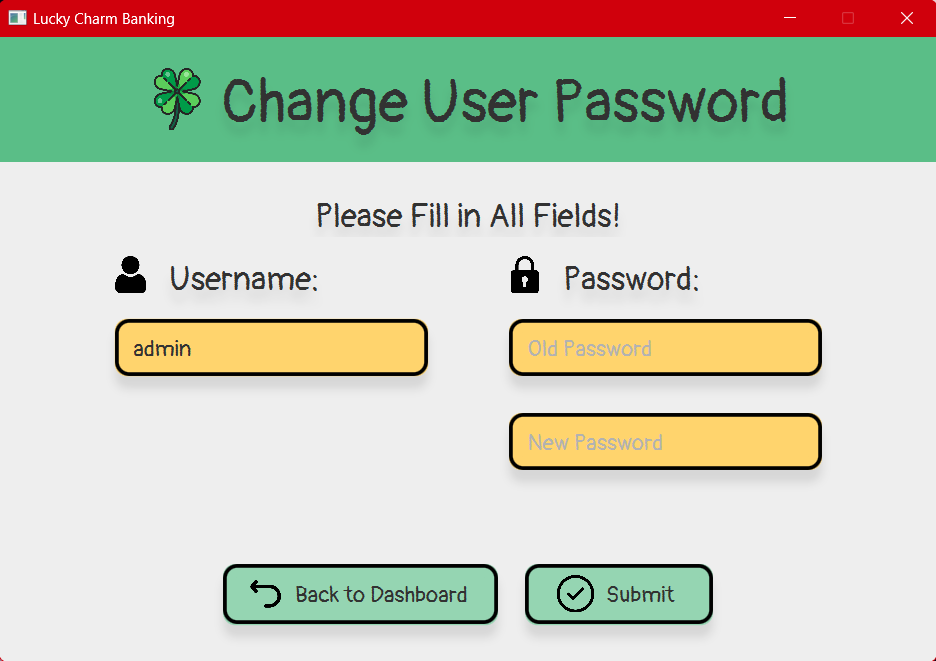 Lucky Charm Banking
Change User Password
Please Fill in All Fields!
Username:
Password:
admin
Old Password
New Password
Back to Dashboard
Submit